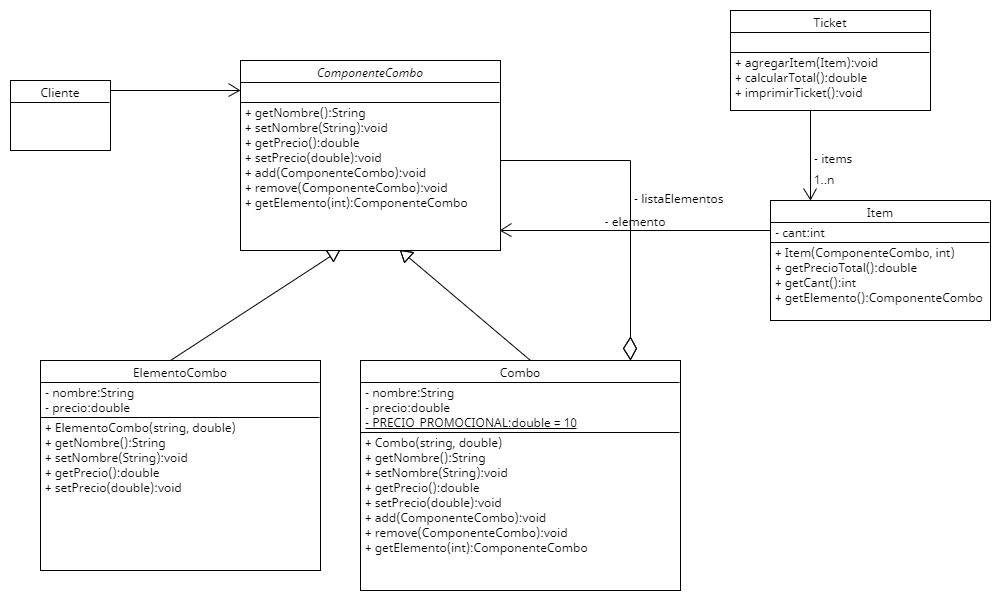 Cliente
ComponenteCombo
+ getNombre():String
+ setNombre(String):void
+ getPrecio():double
+ setPrecio(double):void
+ add(ComponenteCombo):void
+ remove(ComponenteCombo):void
+ getElemento(int):ComponenteCombo
Ticket
+ agregarItem(Item):void
+ calcularTotal():double
+ imprimirTicket():void
- items
1..n
- listaElementos
- elemento
Item
- cant:int
+ Item(ComponenteCombo, int)
+ getPrecioTotal():double
+ getCant():int
+ getElemento():ComponenteCombo
ElementoCombo
- nombre:String
- precio:double
+ ElementoCombo(string, double)
+ getNombre():String
+ setNombre(String):void
+ getPrecio():double
+ setPrecio(double):void
Combo
- nombre:String
- precio:double
- PRECIO_PROMOCIONAL:double = 10
+ Combo(string, double)
+ getNombre():String
+ setNombre(String):void
+ getPrecio():double
+ setPrecio(double):void
+ add(ComponenteCombo):void
+ remove(ComponenteCombo):void
+ getElemento(int):ComponenteCombo